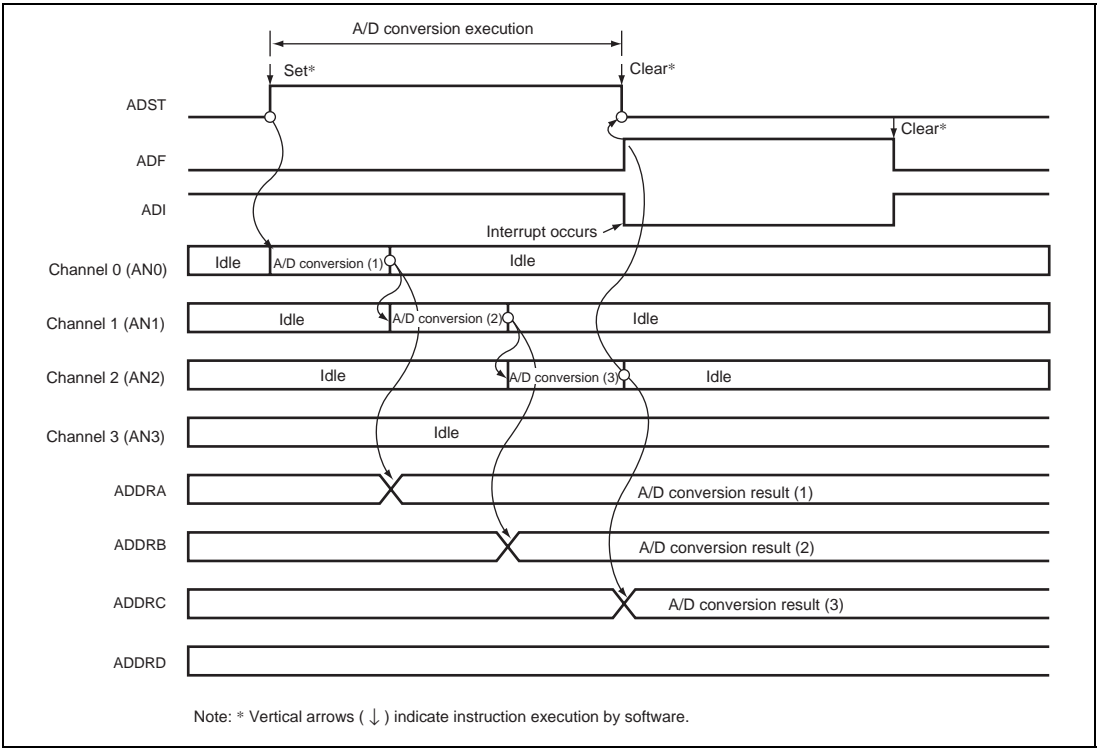 A/D conversion execution
Set*
Clear*
ADST
Clear*
ADF
ADI
Interrupt occurs
Channel 0 (AN0)
Idle
A/D conversion (1)
Idle
Channel 1 (AN1)
Idle
A/D conversion (2)
Idle
Channel 2 (AN2)
Idle
A/D conversion (3)
Idle
Channel 3 (AN3)
Idle
ADDRA
A/D conversion result (1)
ADDRB
A/D conversion result (2)
ADDRC
A/D conversion result (3)
ADDRD
Note: * Vertical arrows ( ↓ ) indicate instruction execution by software.